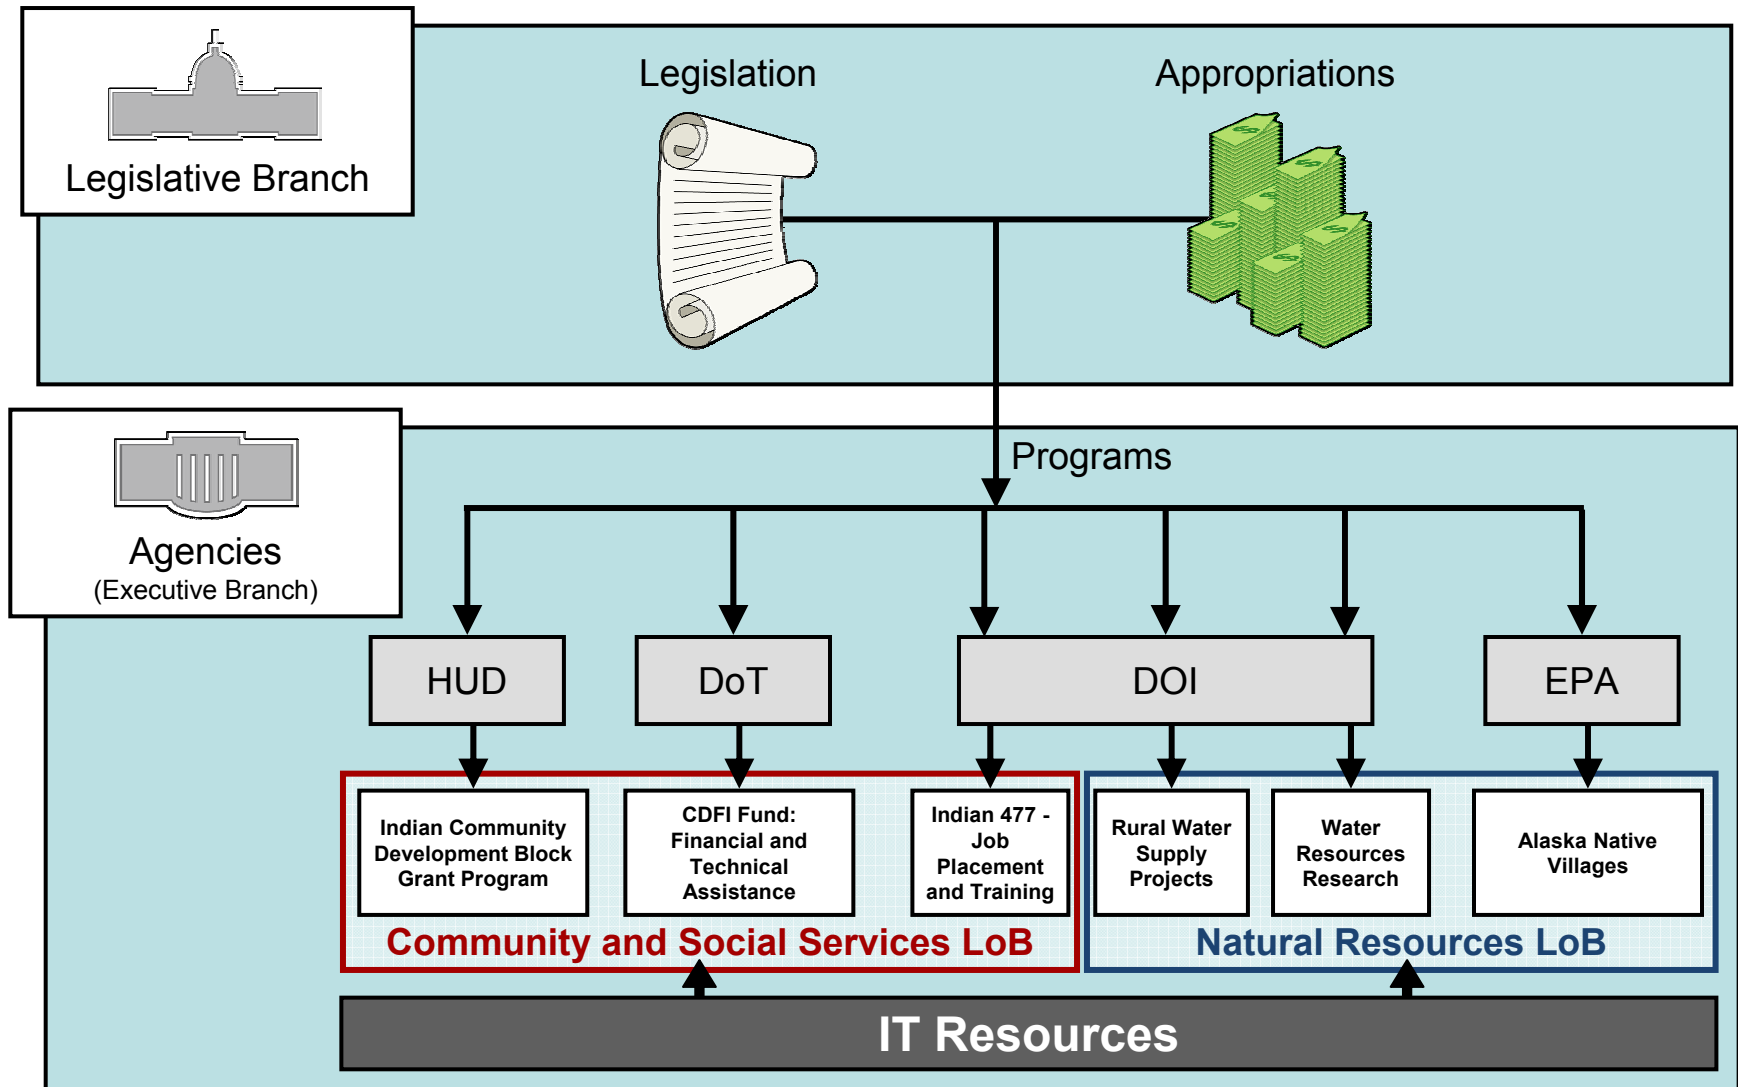 Legislative Branch
Legislation
Appropriations
Agencies
(Executive Branch)
Programs
HUD
DoT
DOI
EPA
Indian Community
Development Block
Grant Program
CDFI Fund:
Financial and
Technical
Assistance
Indian 477 -
Job
Placement
and Training
Rural Water
Supply
Projects
Water
Resources
Research
Alaska Native
Villages
Community and Social Services LoB
Natural Resources LoB
IT Resources